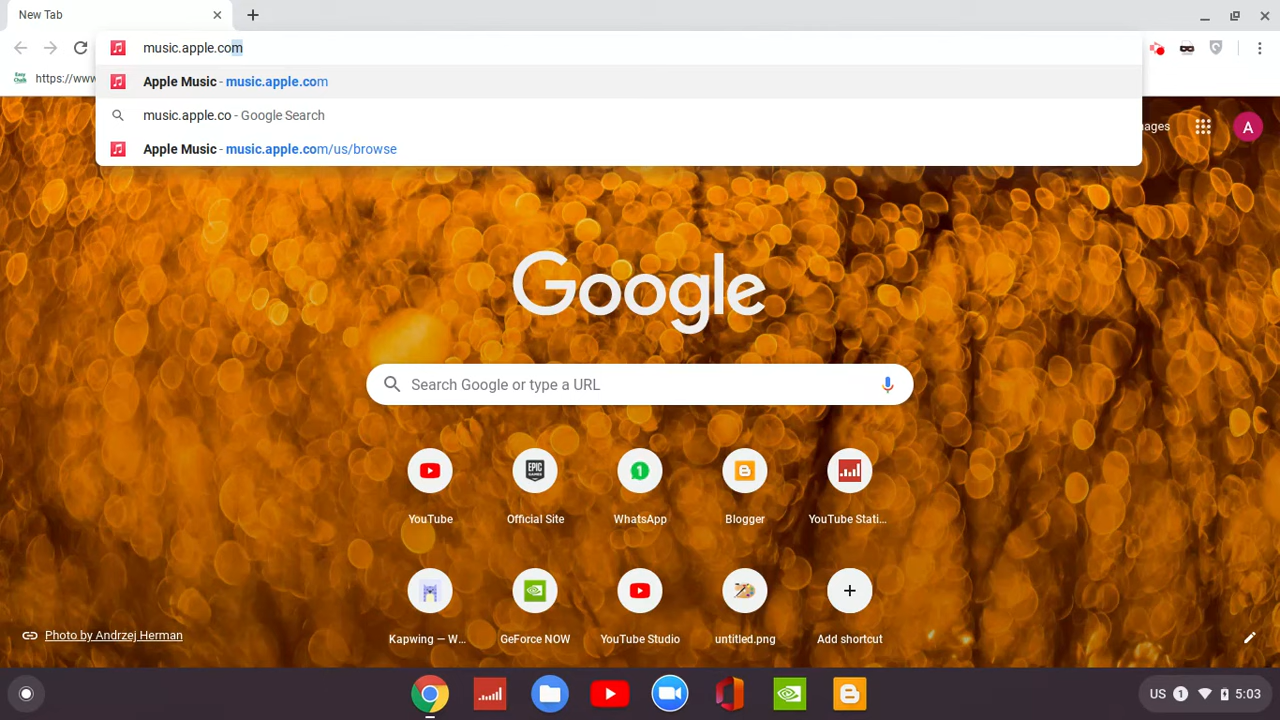 New Tab
music.apple.com
https://www
Apple Music - music.apple.com
music.apple.co - Google Search
Apple Music - music.apple.com/us/browse
ages
A
Google
Search Google or type a URL
YouTube
Official Site
WhatsApp
Blogger
YouTube Stati...
Kapwing — W...
GeForce NOW
YouTube Studio
untitled.png
Add shortcut
Photo by Andrzej Herman
US 1 5:03